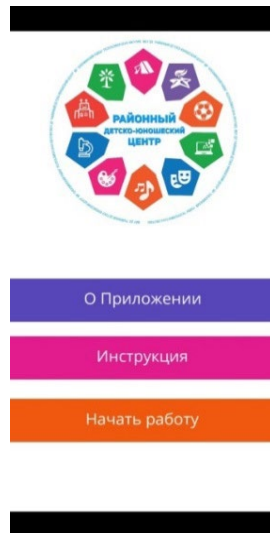 РАЙОННЫЙ
ДЕТСКО-ЮНОШЕСКИЙ
ЦЕНТР
О Приложении
Инструкция
Начать работу